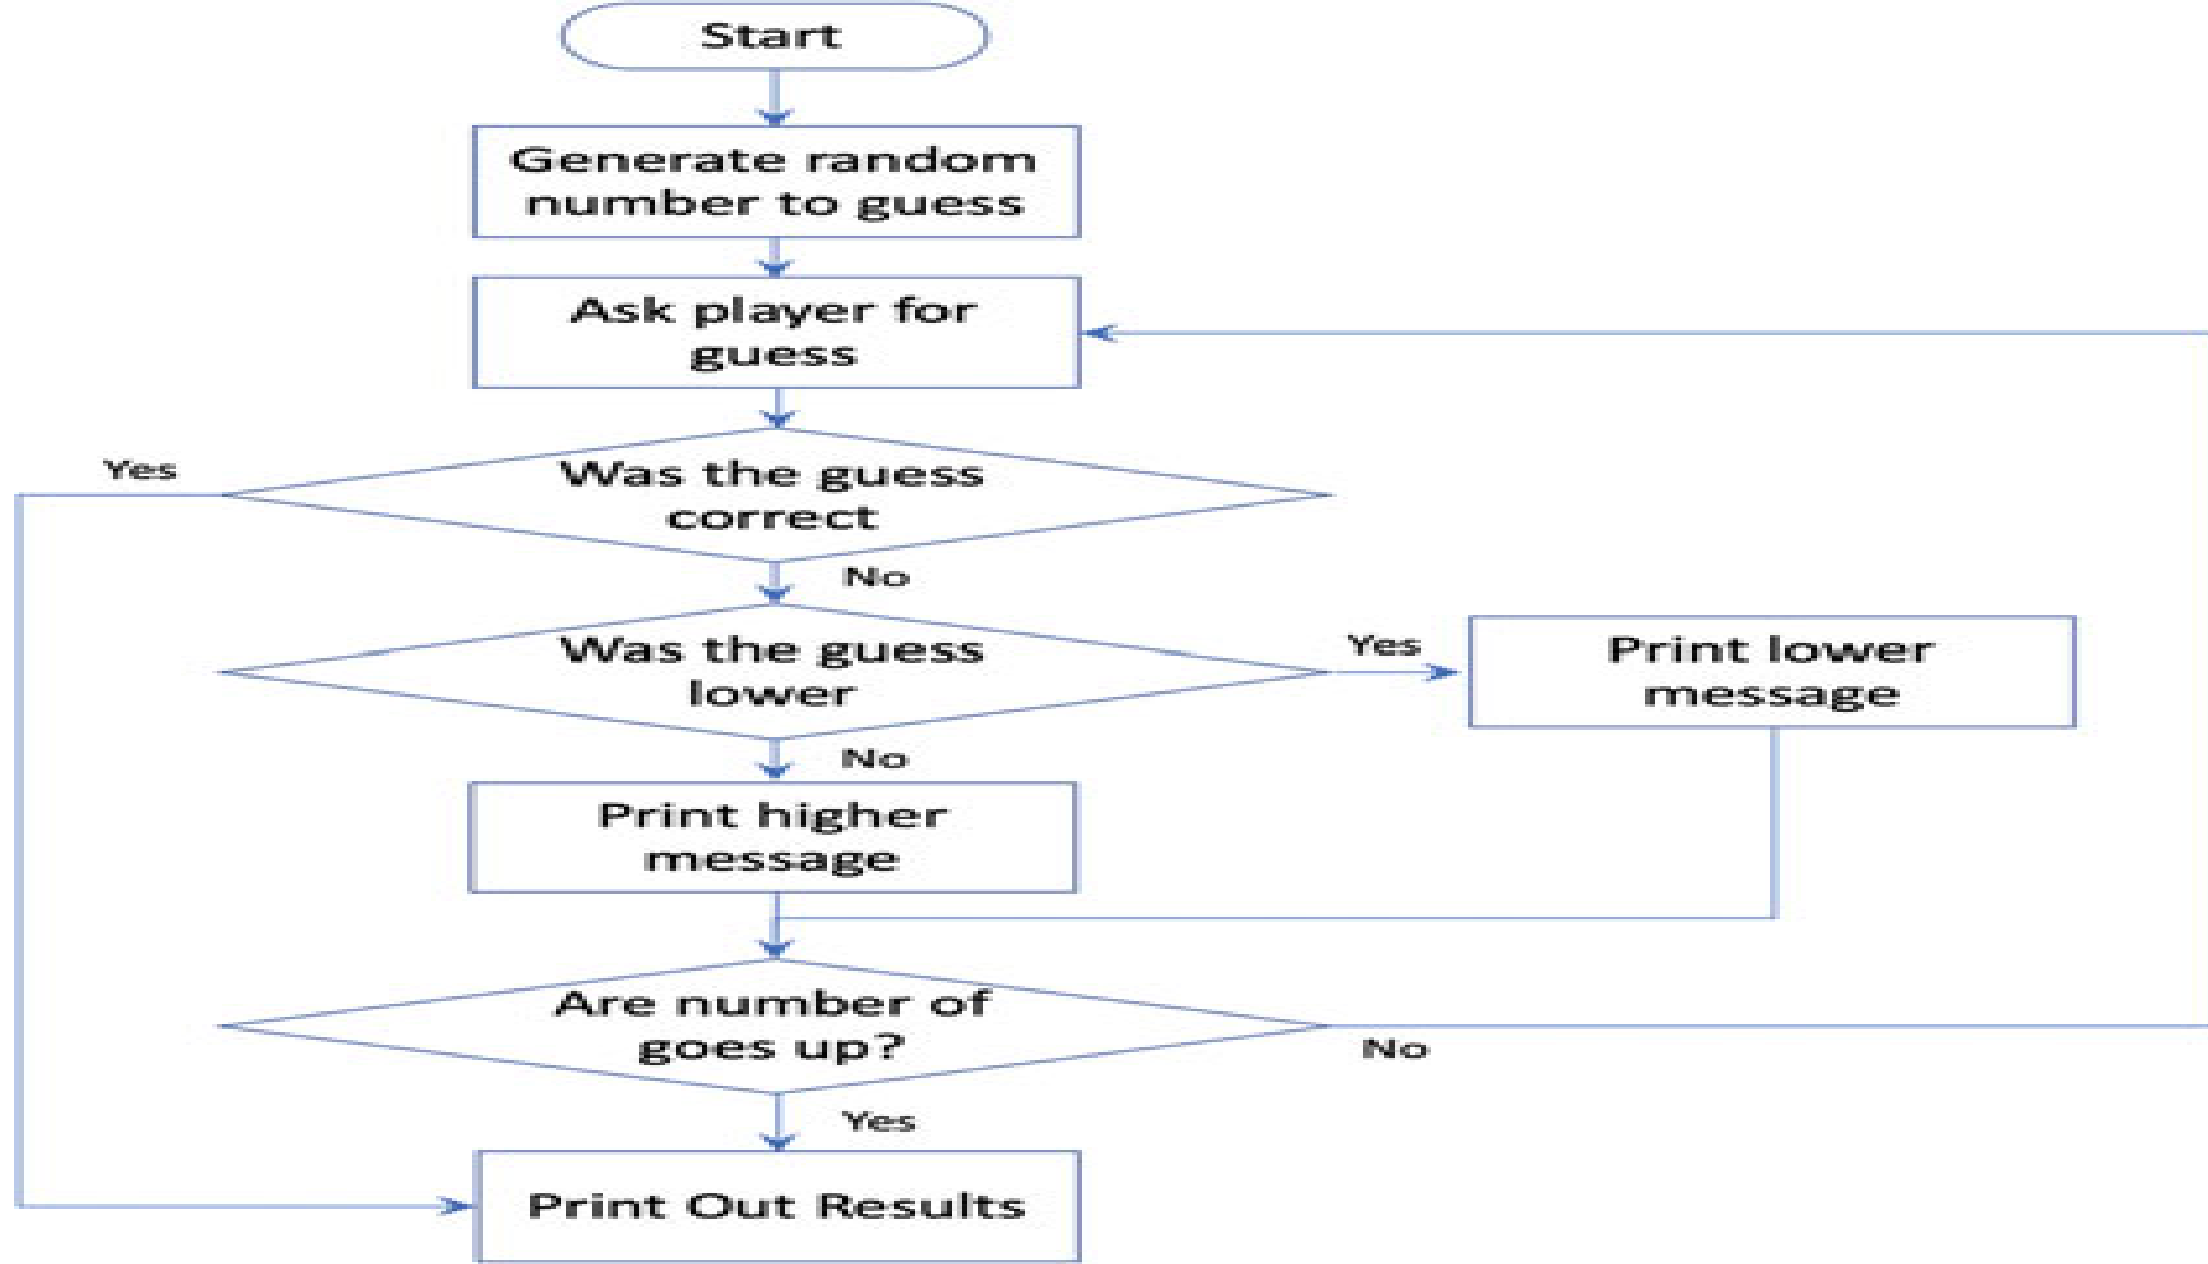 Start
Generate random
number to guess
Ask player for
guess
Yes
Was the guess
correct
No
Was the guess
lower
Yes
Print lower
message
No
Print higher
message
Are number of
goes up?
No
Yes
Print Out Results